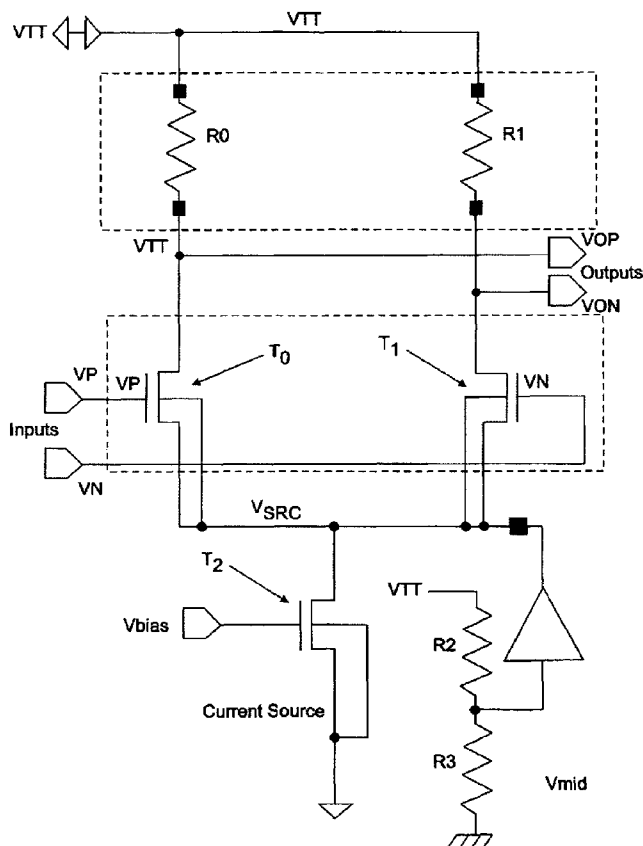 VTT
VTT
R0
R1
VTT
VOP
Outputs
VON
T0
T1
VP
VP
VN
Inputs
VN
VSRC
T2
VTT
Vbias
R2
Current Source
R3
Vmid